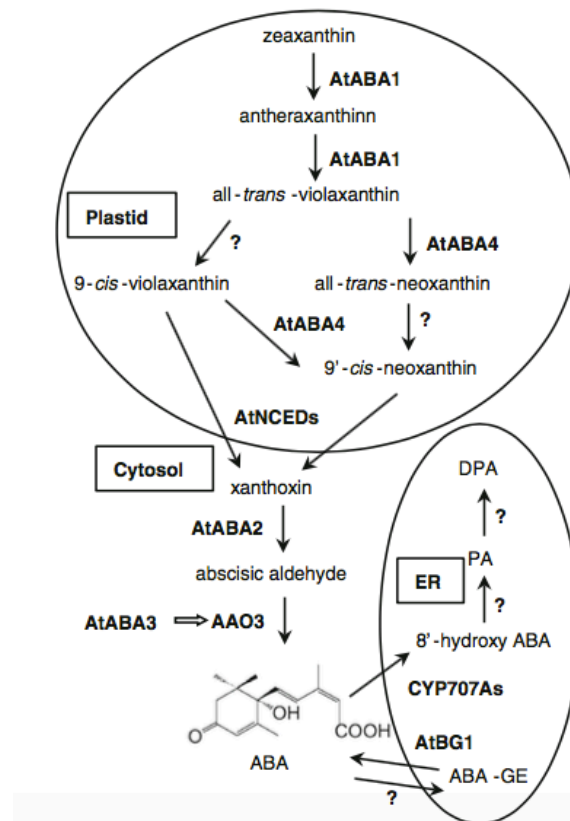 zeaxanthin
AtABA1
antheraxanthinn
AtABA1
all-trans -violaxanthin
Plastid
?
AtABA4
9-cis-violaxanthin
all-trans-neoxanthin
AtABA4
?
9'-cis-neoxanthin
AtNCEDs
Cytosol
xanthoxin
DPA
AtABA2
?
abscisic aldehyde
PA
ER
?
AtABA3
AAO3
8'-hydroxy ABA
CYP707As
OH
COOH
O
AtBG1
ABA
ABA -GE
?